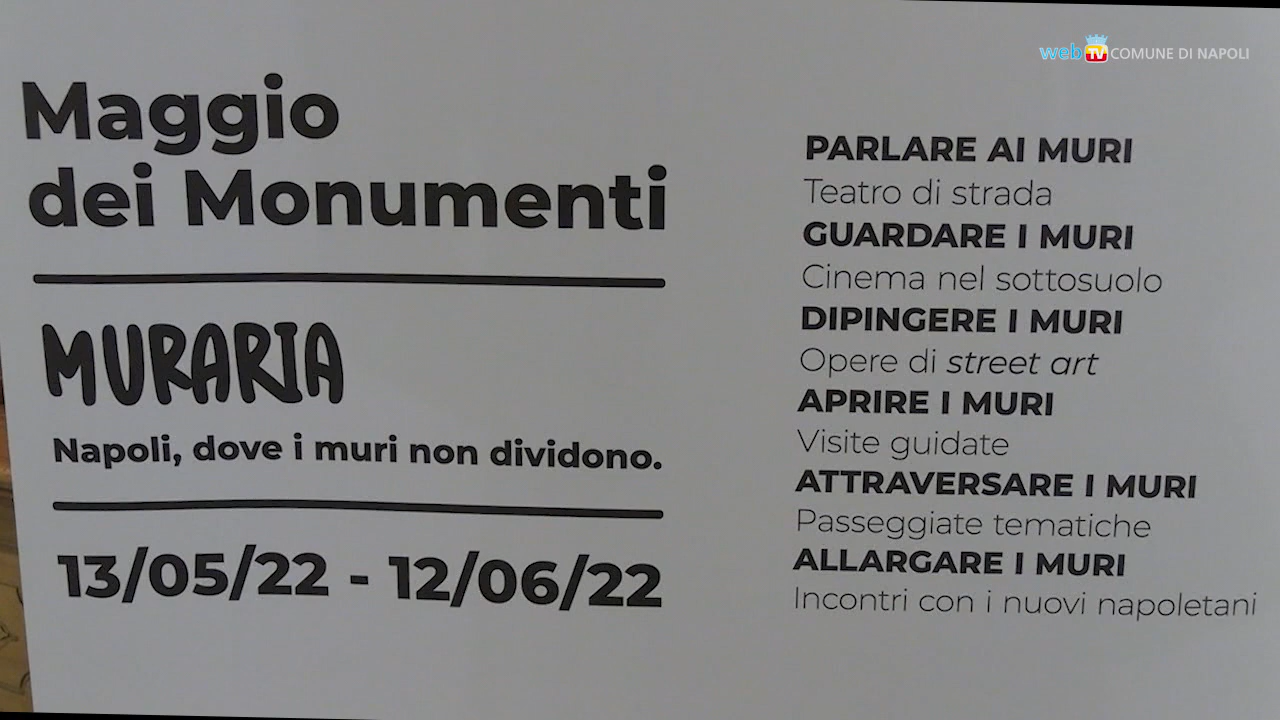 web TV COMUNE DI NAPOLI
Maggio
dei Monumenti
MURARIA
Napoli, dove i muri non dividono.
13/05/22 - 12/06/22
PARLARE AI MURI
Teatro di strada
GUARDARE I MURI
Cinema nel sottosuolo
DIPINGERE I MURI
Opere di street art
APRIRE I MURI
Visite guidate
ATTRAVERSARE I MURI
Passeggiate tematiche
ALLARGARE I MURI
Incontri con i nuovi napoletani